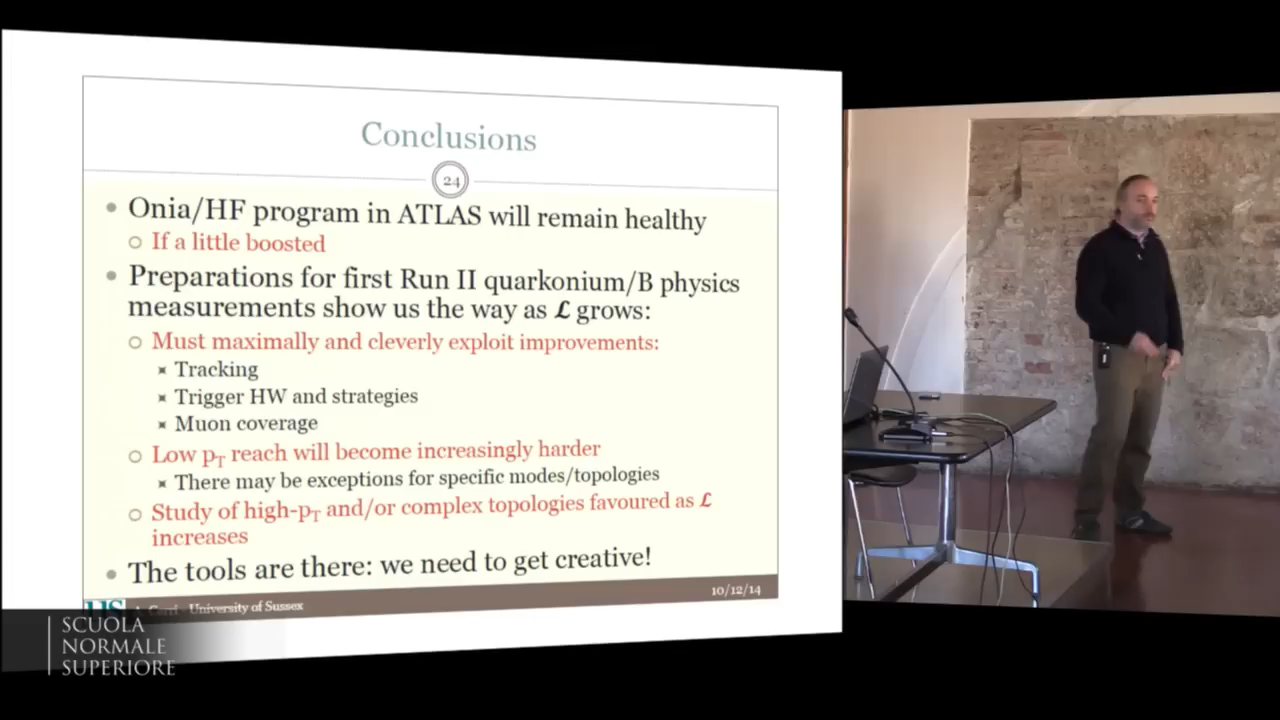 Conclusions
24
Onia/HF program in ATLAS will remain healthy
If a little boosted
Preparations for first Run II quarkonium/B physics
measurements show us the way as ℒ grows:
Must maximally and cleverly exploit improvements:
Tracking
Trigger HW and strategies
Muon coverage
Low pT reach will become increasingly harder
There may be exceptions for specific modes/topologies
Study of high-pT and/or complex topologies favoured as ℒ
increases
The tools are there: we need to get creative!
University of Sussex
10/12/14
SCUOLA
NORMALE
SUPERIORE